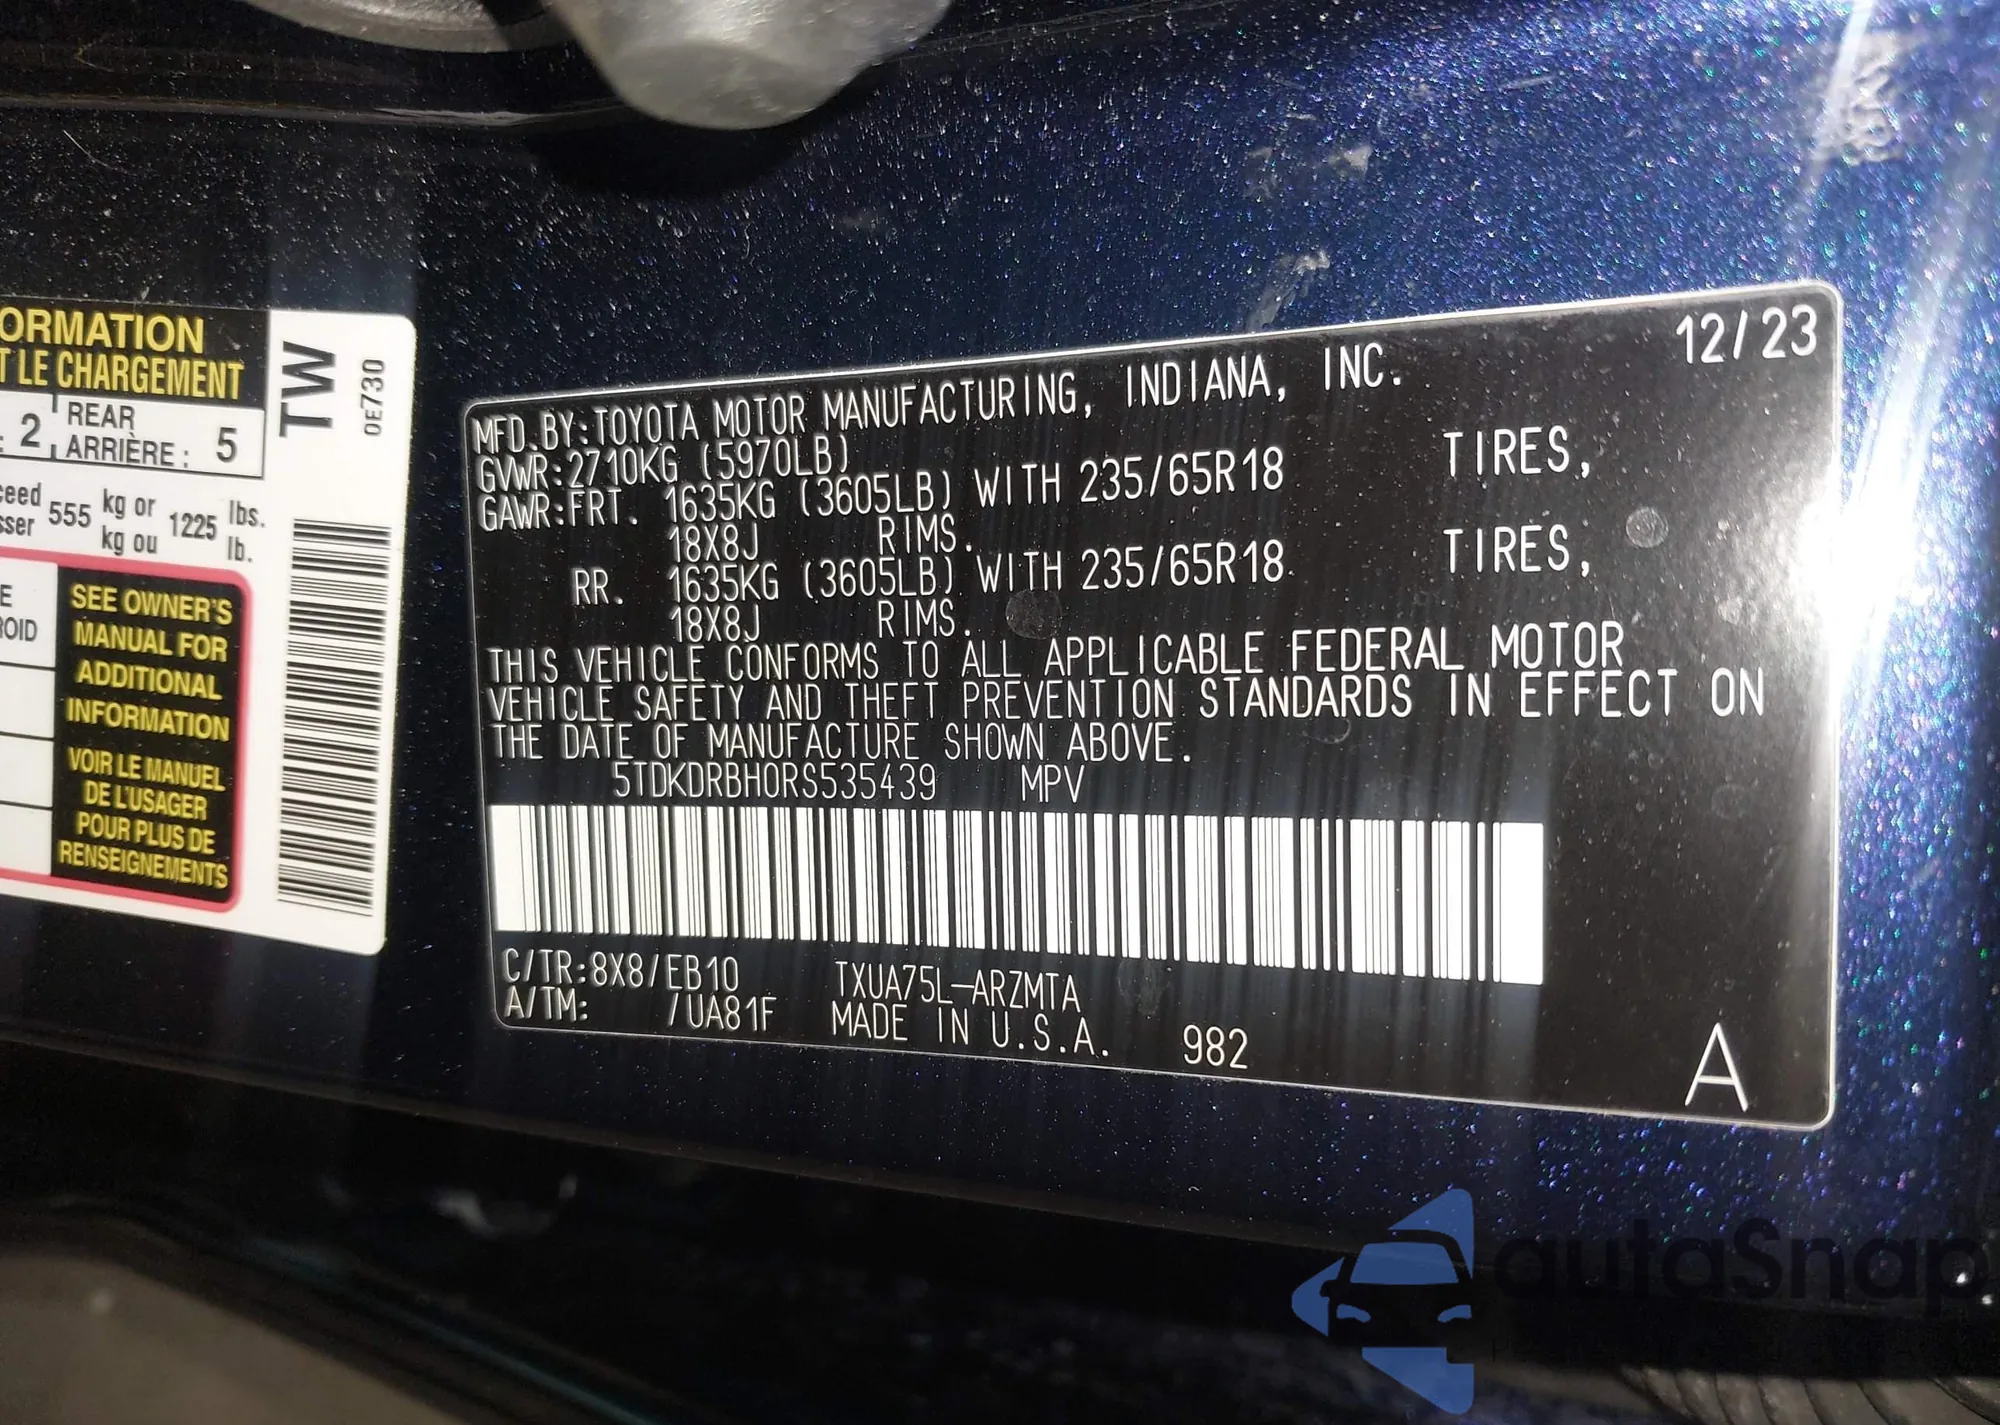 ORMATION
T LE CHARGEMENT
2 REAR
ARRIÈRE : 5
555 kg or 1225 lbs.
kg ou lb.
SEE OWNER'S
MANUAL FOR
ADDITIONAL
INFORMATION
VOIR LE MANUEL
DE L'USAGER
POUR PLUS DE
RENSEIGNEMENTS
TW
0E730
12/23
MFD.BY:TOYOTA MOTOR MANUFACTURING, INDIANA, INC.
GVWR:2710KG (5970LB)
GAWR:FRT. 1635KG (3605LB) WITH 235/65R18 TIRES,
18X8J RIMS.
RR. 1635KG (3605LB) WITH 235/65R18 TIRES,
18X8J RIMS.
THIS VEHICLE CONFORMS TO ALL APPLICABLE FEDERAL MOTOR
VEHICLE SAFETY AND THEFT PREVENTION STANDARDS IN EFFECT ON
THE DATE OF MANUFACTURE SHOWN ABOVE.
5TDKDRBH0RS535439 MPV
C/TR:8X8/EB10 TXUA75L-ARZMTA
A/TM: /UA81F MADE IN U.S.A. 982
A
autaSnap